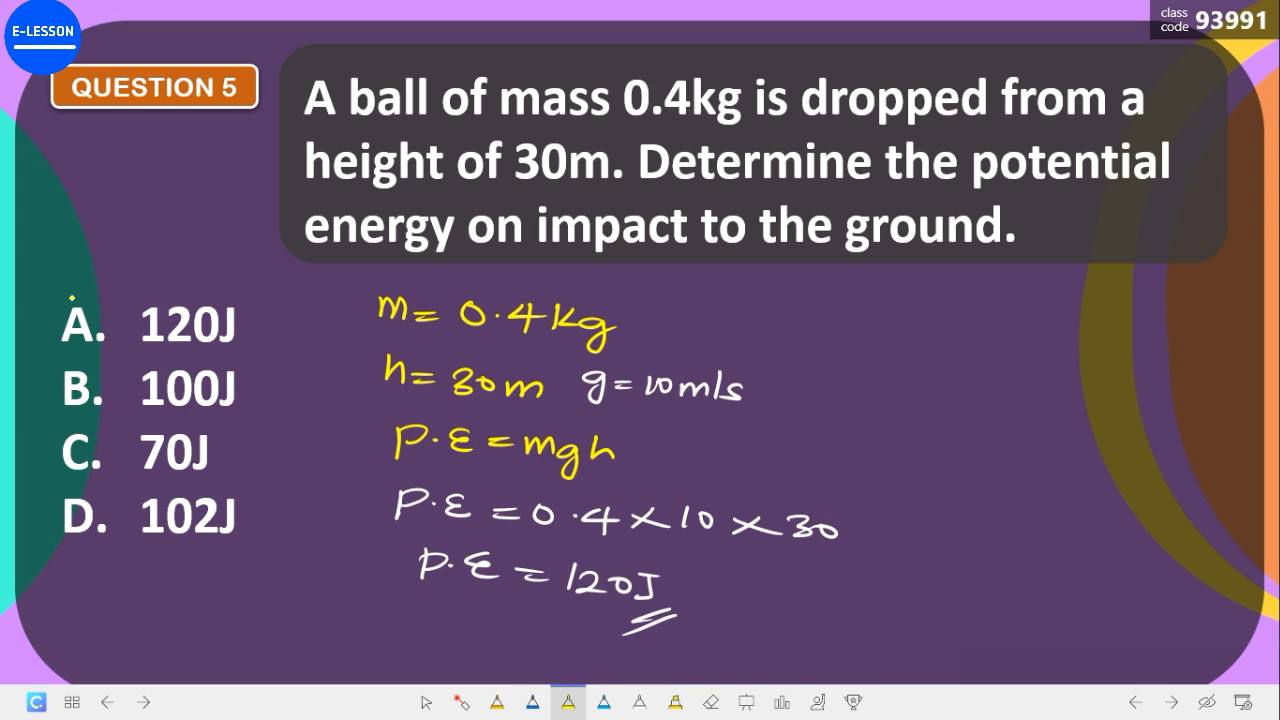 E-LESSON
class code 93991
QUESTION 5
A ball of mass 0.4kg is dropped from a
height of 30m. Determine the potential
energy on impact to the ground.
A. 120J
B. 100J
C. 70J
D. 102J
m = 0.4kg
h = 30m g = 10m/s
P.E = mgh
P.E = 0.4 × 10 × 30
P.E = 120J